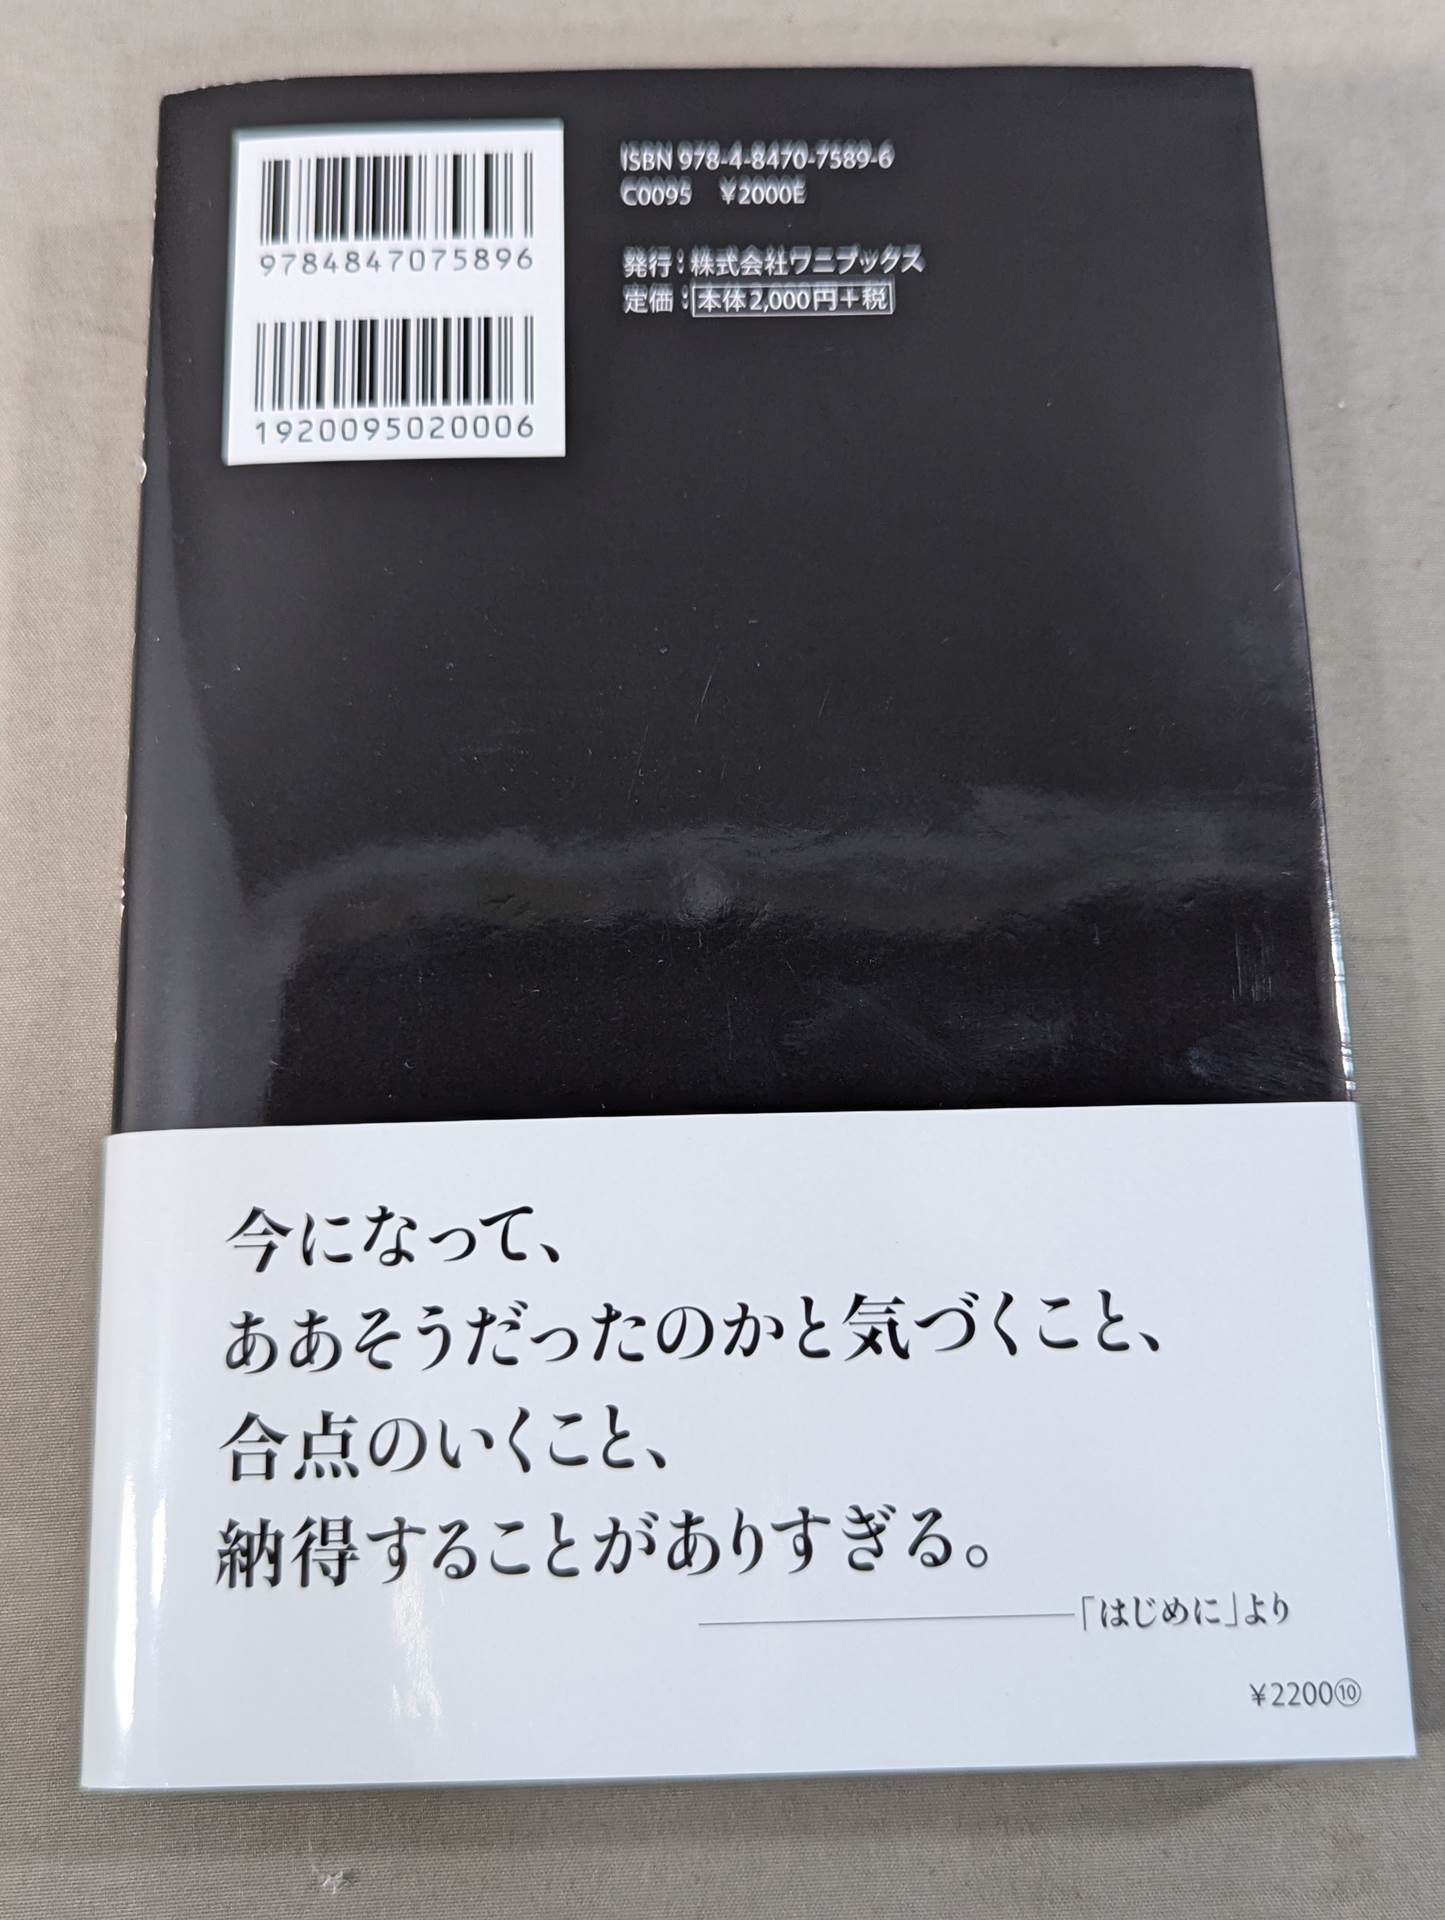 9784847075896
1920095020006
ISBN 978-4-8470-7589-6
C0095 ¥2000E
発行：株式会社ワニブックス
定価：本体2,000円+税
今になって、
ああそうだったのかと気づくこと、
合点のいくこと、
納得することがありすぎる。
「はじめに」より
¥2200⑩